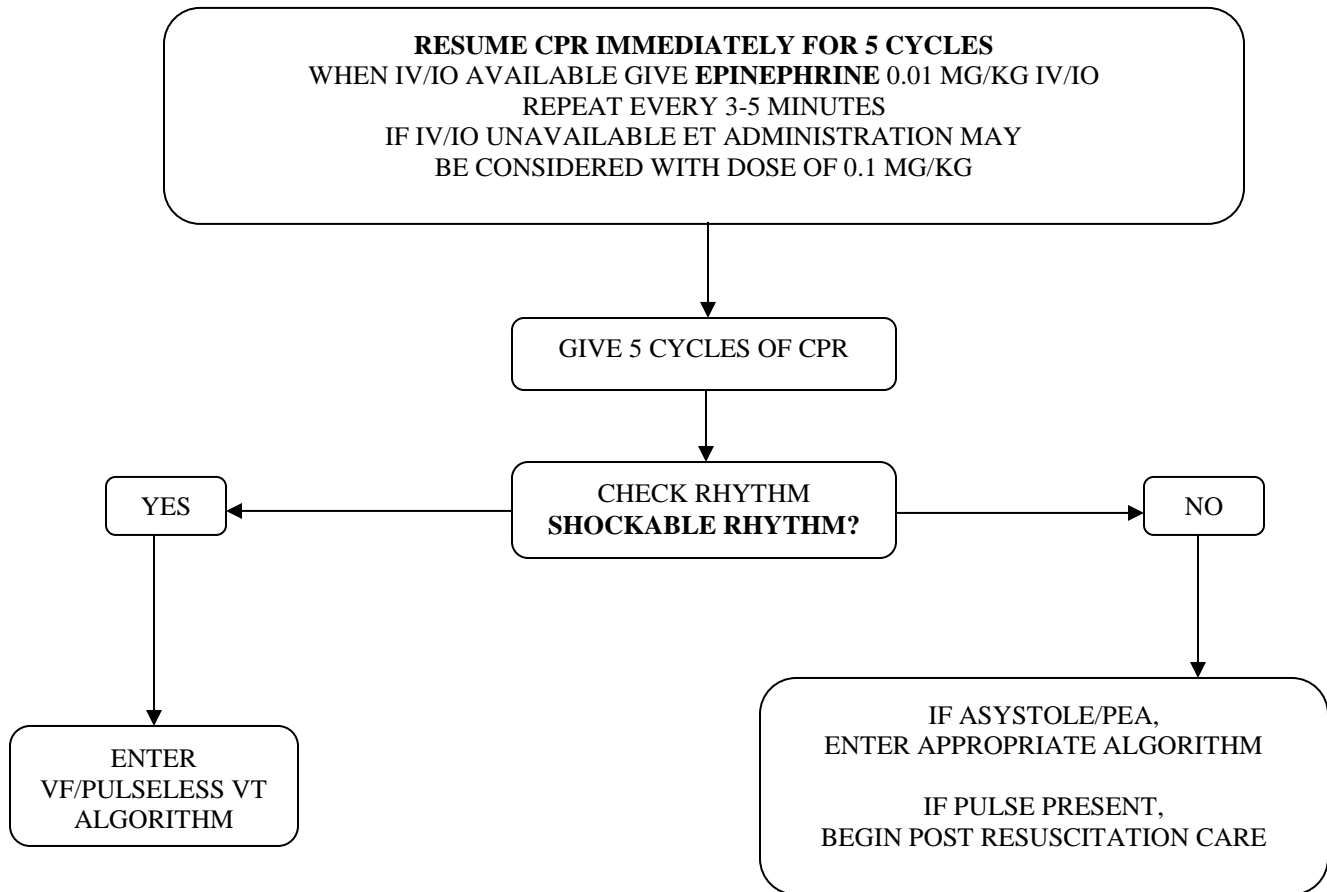 RESUME CPR IMMEDIATELY FOR 5 CYCLES
WHEN IV/IO AVAILABLE GIVE EPINEPHRINE 0.01 MG/KG IV/IO
REPEAT EVERY 3-5 MINUTES
IF IV/IO UNAVAILABLE ET ADMINISTRATION MAY
BE CONSIDERED WITH DOSE OF 0.1 MG/KG
GIVE 5 CYCLES OF CPR
CHECK RHYTHM
SHOCKABLE RHYTHM?
YES
NO
ENTER
VF/PULSELESS VT
ALGORITHM
IF ASYSTOLE/PEA,
ENTER APPROPRIATE ALGORITHM
IF PULSE PRESENT,
BEGIN POST RESUSCITATION CARE